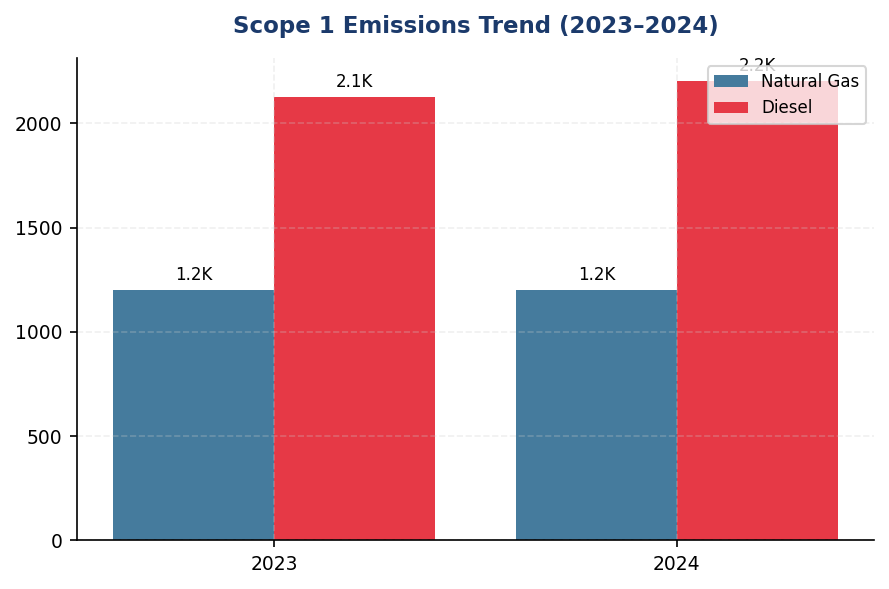 Scope 1 Emissions Trend (2023–2024)
2.2K
Natural Gas
Diesel
2.1K
2000
1500
1.2K
1.2K
1000
500
0
2023
2024